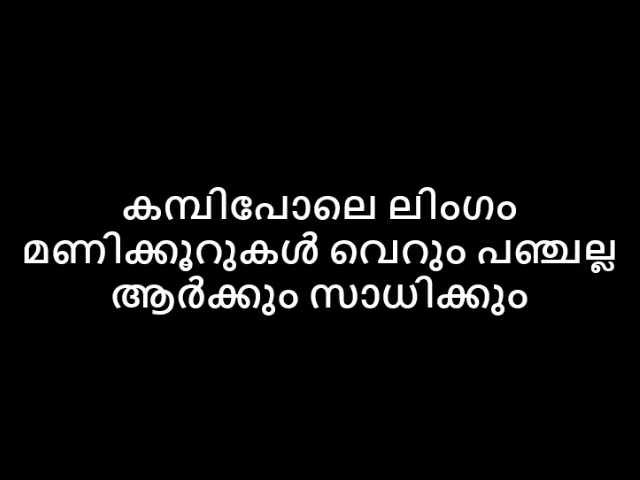 കമ്പിപോലെ ലിംഗം
മണിക്കൂറുകൾ വെറും പഞ്ചല്ല
ആർക്കും സാധിക്കും